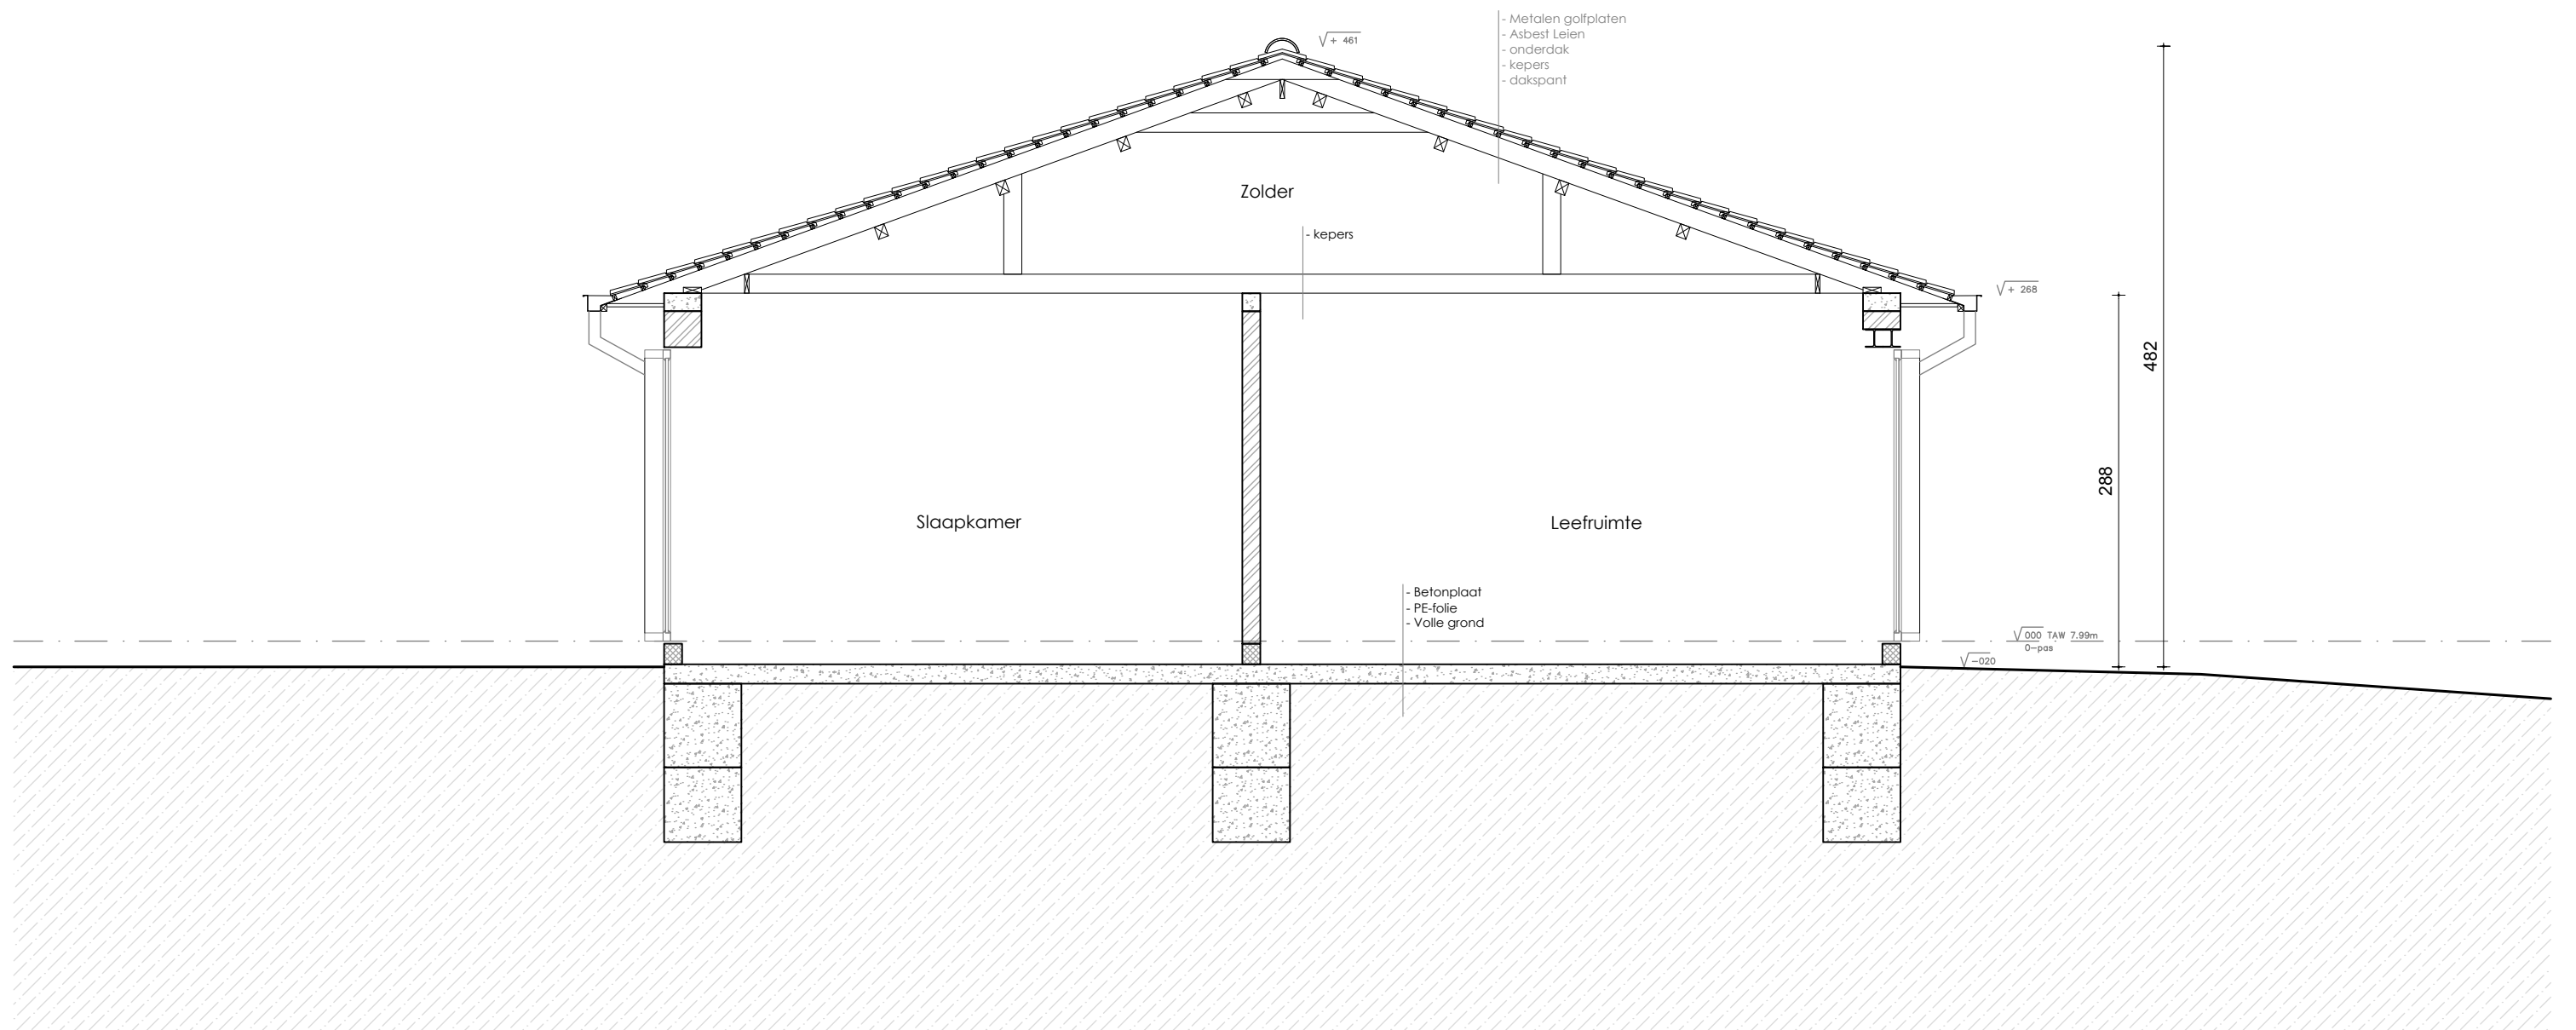 - Metalen golfplaten
- Asbest Leien
- onderdak
- kepers
- dakspant
+ 461
Zolder
- kepers
+ 268
482
288
Slaapkamer
Leefruimte
- Betonplaat
- PE-folie
- Volle grond
000 TAW 7.99m
0-pas
-020